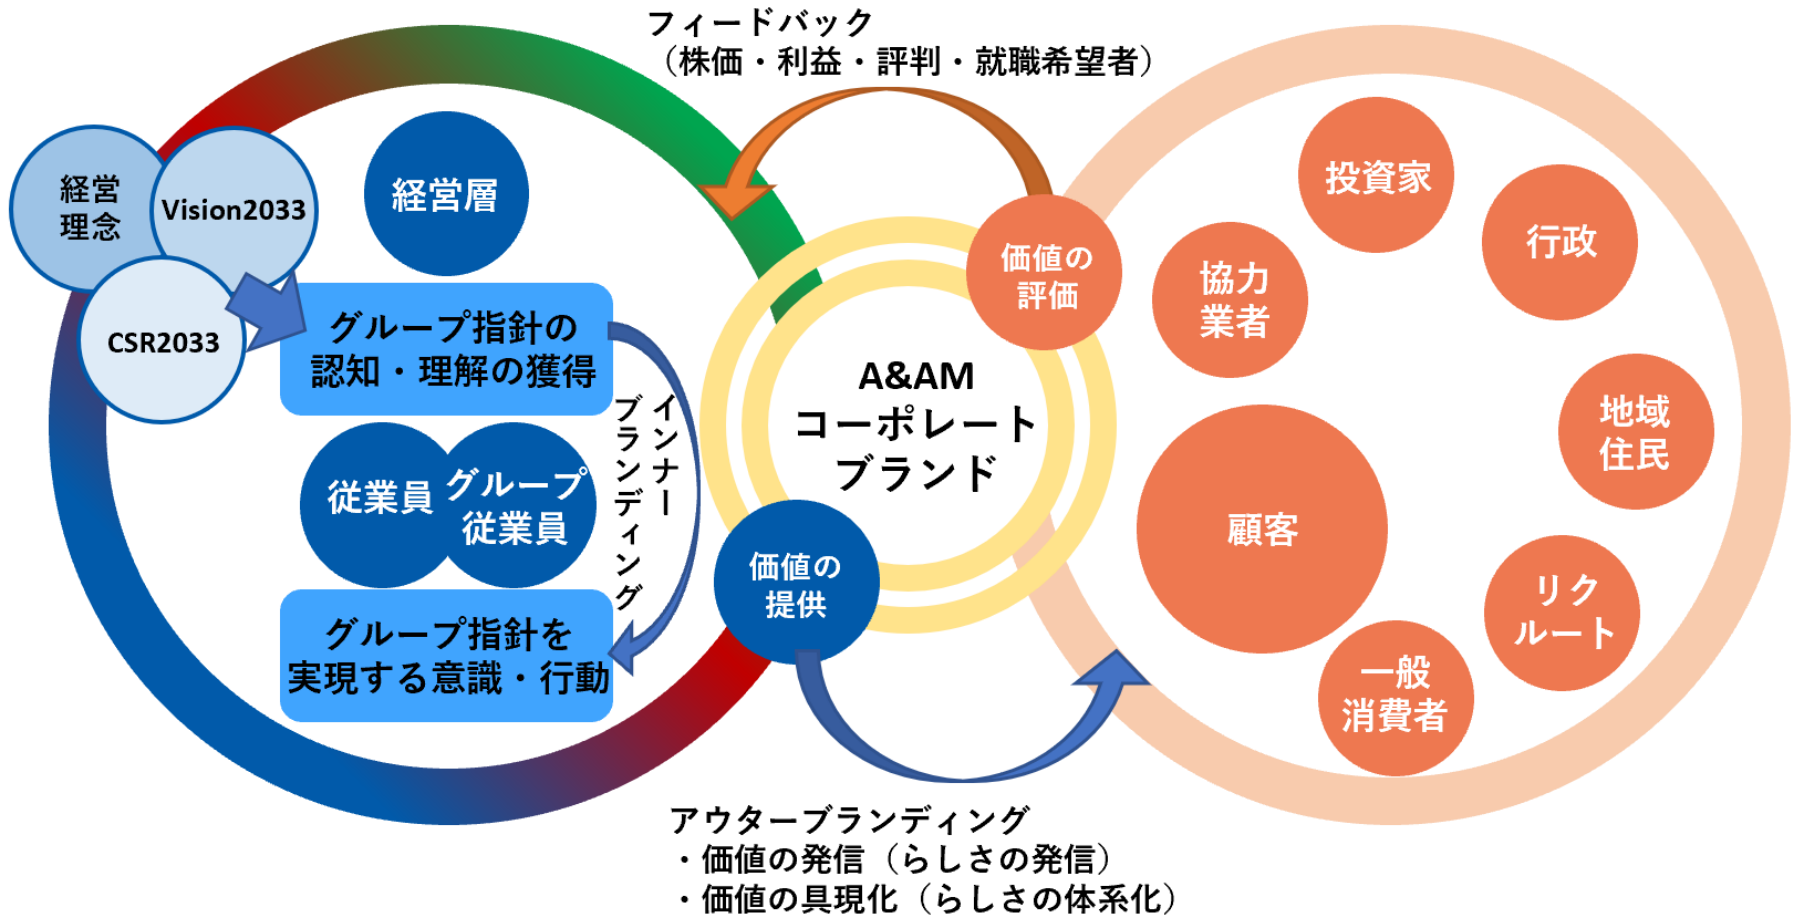 フィードバック
（株価・利益・評判・就職希望者）
経営
理念
Vision2033
CSR2033
経営層
グループ指針の
認知・理解の獲得
インナー
ブランディング
従業員
グループ
従業員
グループ指針を
実現する意識・行動
価値の
評価
A&AM
コーポレート
ブランド
価値の
提供
投資家
行政
協力
業者
地域
住民
顧客
リク
ルート
一般
消費者
アウターブランディング
・価値の発信（らしさの発信）
・価値の具現化（らしさの体系化）